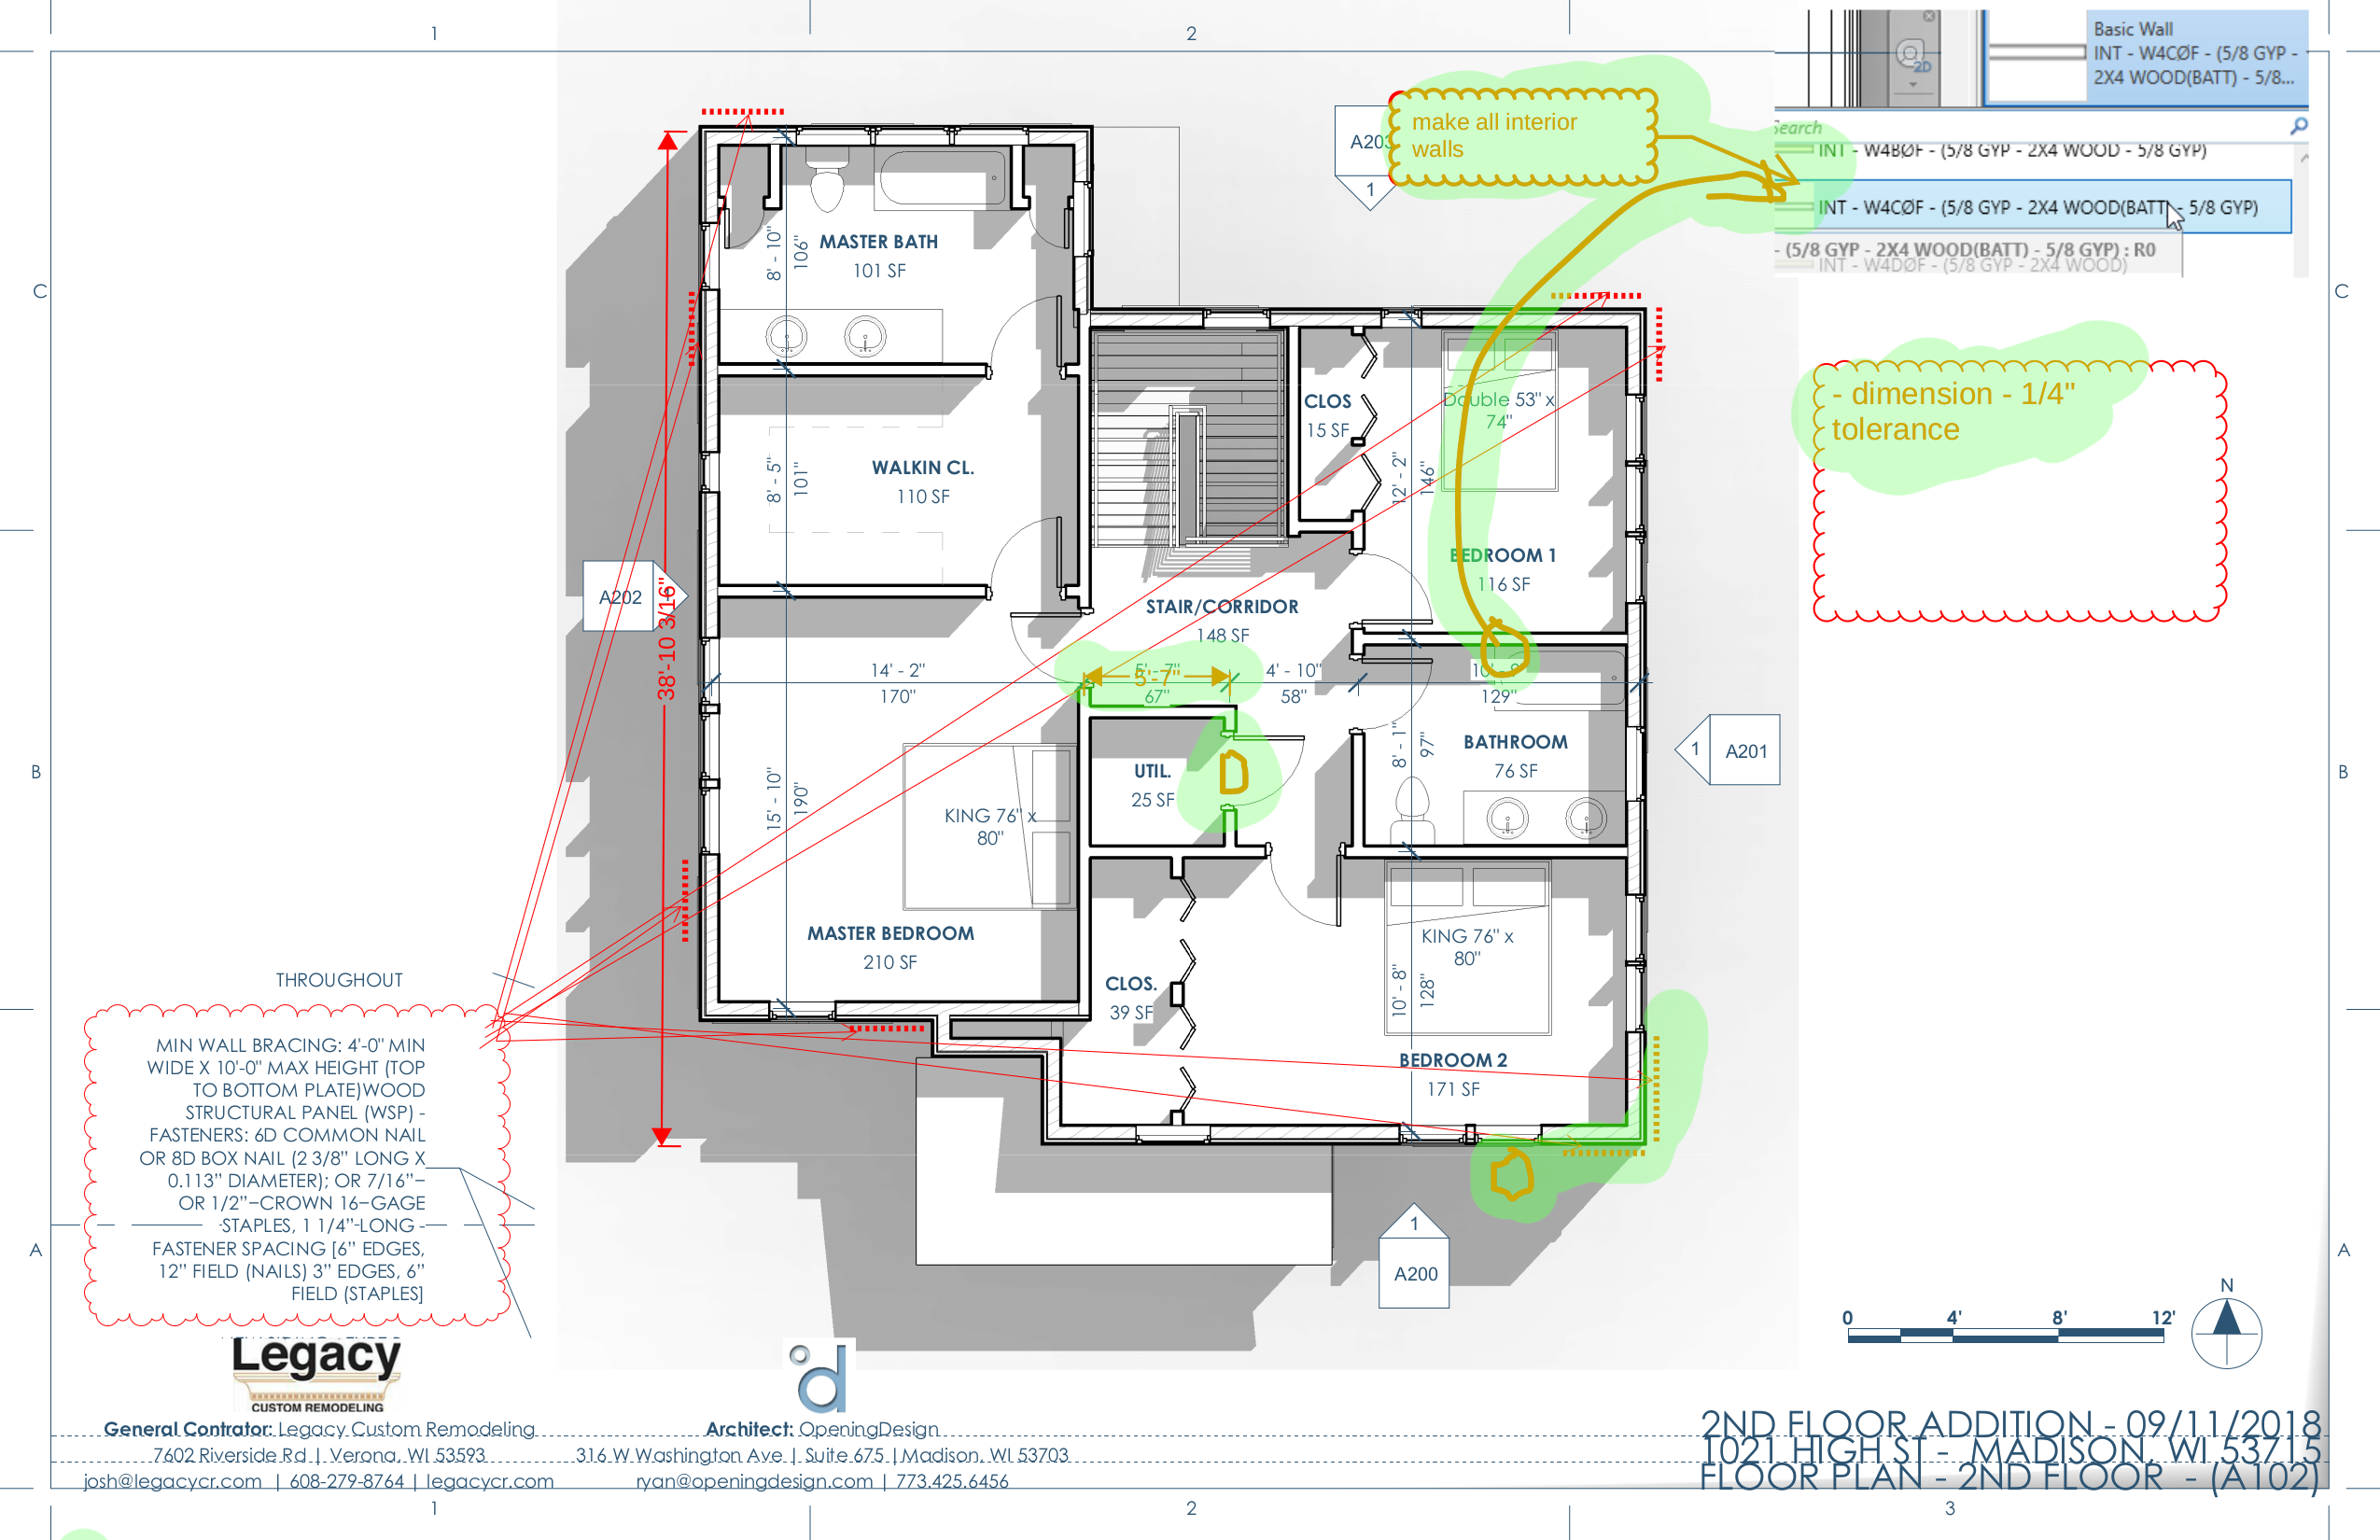 1
2
Basic Wall
INT - W4CØF - (5/8 GYP -
2X4 WOOD(BATT) - 5/8...
2D
Search
INT - W4BØF - (5/8 GYP - 2X4 WOOD - 5/8 GYP)
INT - W4CØF - (5/8 GYP - 2X4 WOOD(BATT) - 5/8 GYP)
- (5/8 GYP - 2X4 WOOD(BATT) - 5/8 GYP) : R0
INT - W4DØF - (5/8 GYP - 2X4 WOOD)
make all interior
walls
A203
1
- dimension - 1/4"
tolerance
C
C
MASTER BATH
101 SF
8' - 10"
106"
WALKIN CL.
110 SF
8' - 5"
101"
CLOS
15 SF
Double 53" x
74"
12' - 2"
146"
BEDROOM 1
116 SF
A202
38'-10 3/16"
STAIR/CORRIDOR
148 SF
14' - 2"
170"
5'-7"
67"
4' - 10"
58"
129"
B
B
UTIL.
25 SF
D
8' - 1"
97"
BATHROOM
76 SF
1
A201
15' - 10"
190"
KING 76" x
80"
MASTER BEDROOM
210 SF
CLOS.
39 SF
KING 76" x
80"
10' - 8"
128"
BEDROOM 2
171 SF
THROUGHOUT
MIN WALL BRACING: 4'-0" MIN
WIDE X 10'-0" MAX HEIGHT (TOP
TO BOTTOM PLATE)WOOD
STRUCTURAL PANEL (WSP) -
FASTENERS: 6D COMMON NAIL
OR 8D BOX NAIL (2 3/8" LONG X
0.113" DIAMETER); OR 7/16"–
OR 1/2"–CROWN 16–GAGE
STAPLES, 1 1/4"-LONG -
FASTENER SPACING [6" EDGES,
12" FIELD (NAILS) 3" EDGES, 6"
FIELD (STAPLES]
A
A
1
A200
N
0 4' 8' 12'
Legacy
CUSTOM REMODELING
d
General Contrator: Legacy Custom Remodeling
7602 Riverside Rd | Verona, WI 53593
josh@legacycr.com | 608-279-8764 | legacycr.com
Architect: OpeningDesign
316 W Washington Ave | Suite 675 | Madison, WI 53703
ryan@openingdesign.com | 773.425.6456
2ND FLOOR ADDITION - 09/11/2018
1021 HIGH ST - MADISON, WI 53715
FLOOR PLAN - 2ND FLOOR - (A102)
1
2
3